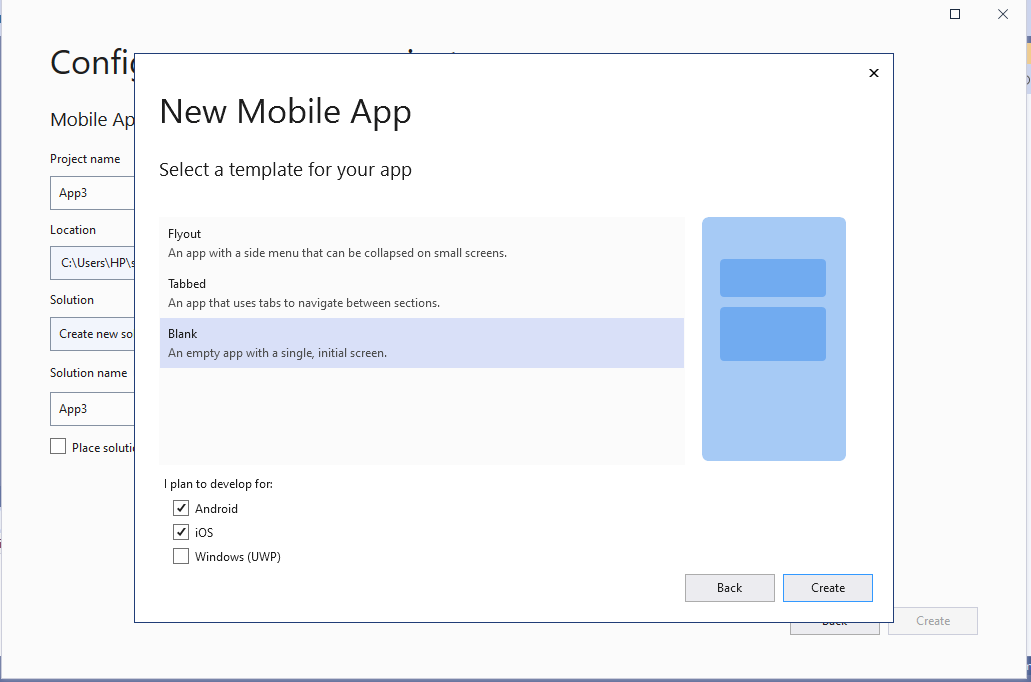 Config
Mobile Ap
Project name
App3
Location
C:\Users\HP\s
Solution
Create new so
Solution name
App3
Place solutio
New Mobile App
Select a template for your app
Flyout
An app with a side menu that can be collapsed on small screens.
Tabbed
An app that uses tabs to navigate between sections.
Blank
An empty app with a single, initial screen.
I plan to develop for:
Android
iOS
Windows (UWP)
Back
Create
Back
Create